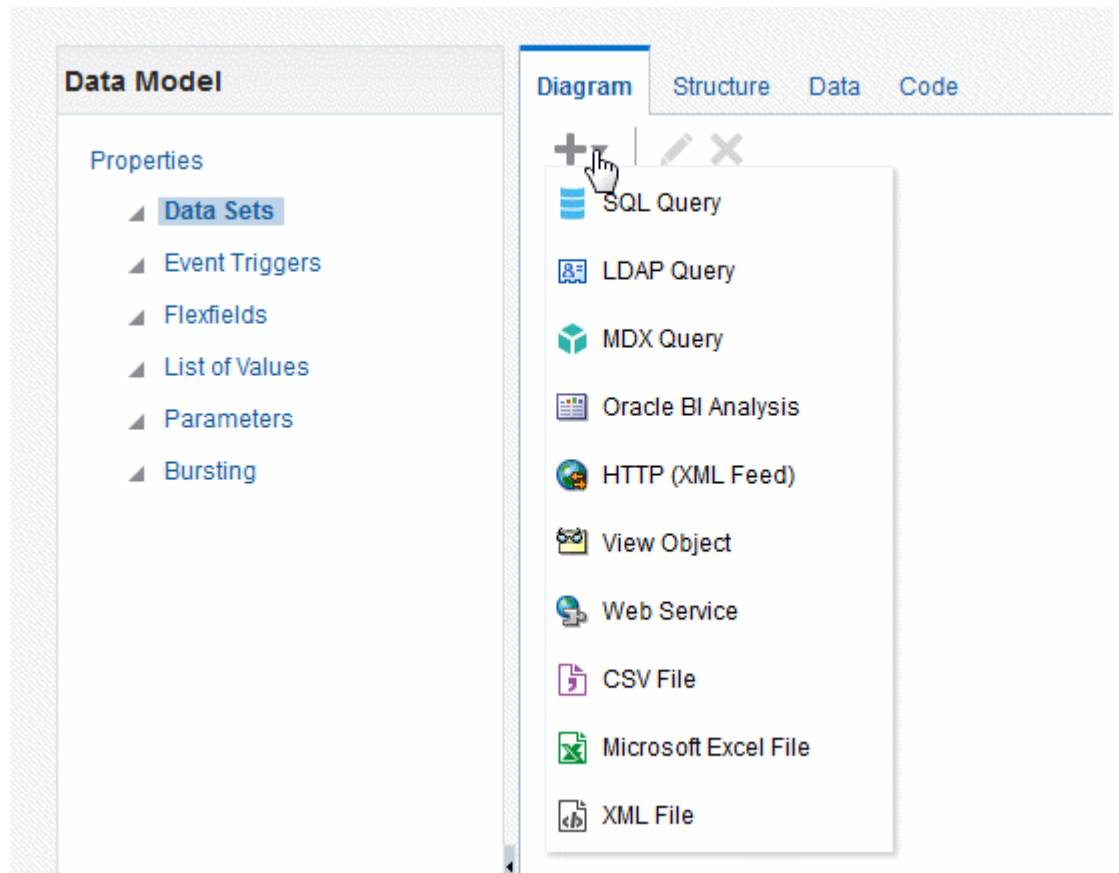 Data Model
Properties
Data Sets
Event Triggers
Flexfields
List of Values
Parameters
Bursting
Diagram Structure Data Code
SQL Query
LDAP Query
MDX Query
Oracle BI Analysis
HTTP (XML Feed)
View Object
Web Service
CSV File
Microsoft Excel File
XML File